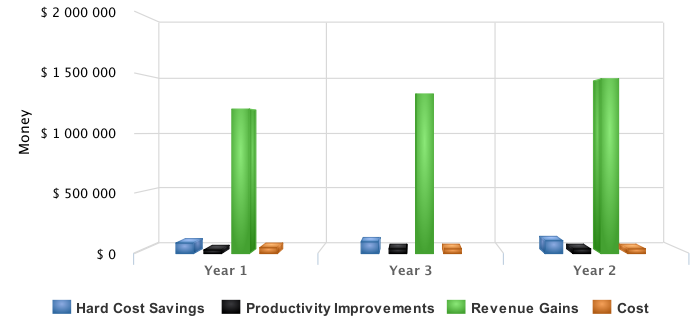 $ 2 000 000
$ 1 500 000
$ 1 000 000
$ 500 000
$ 0
Money
Year 1
Year 3
Year 2
Hard Cost Savings
Productivity Improvements
Revenue Gains
Cost